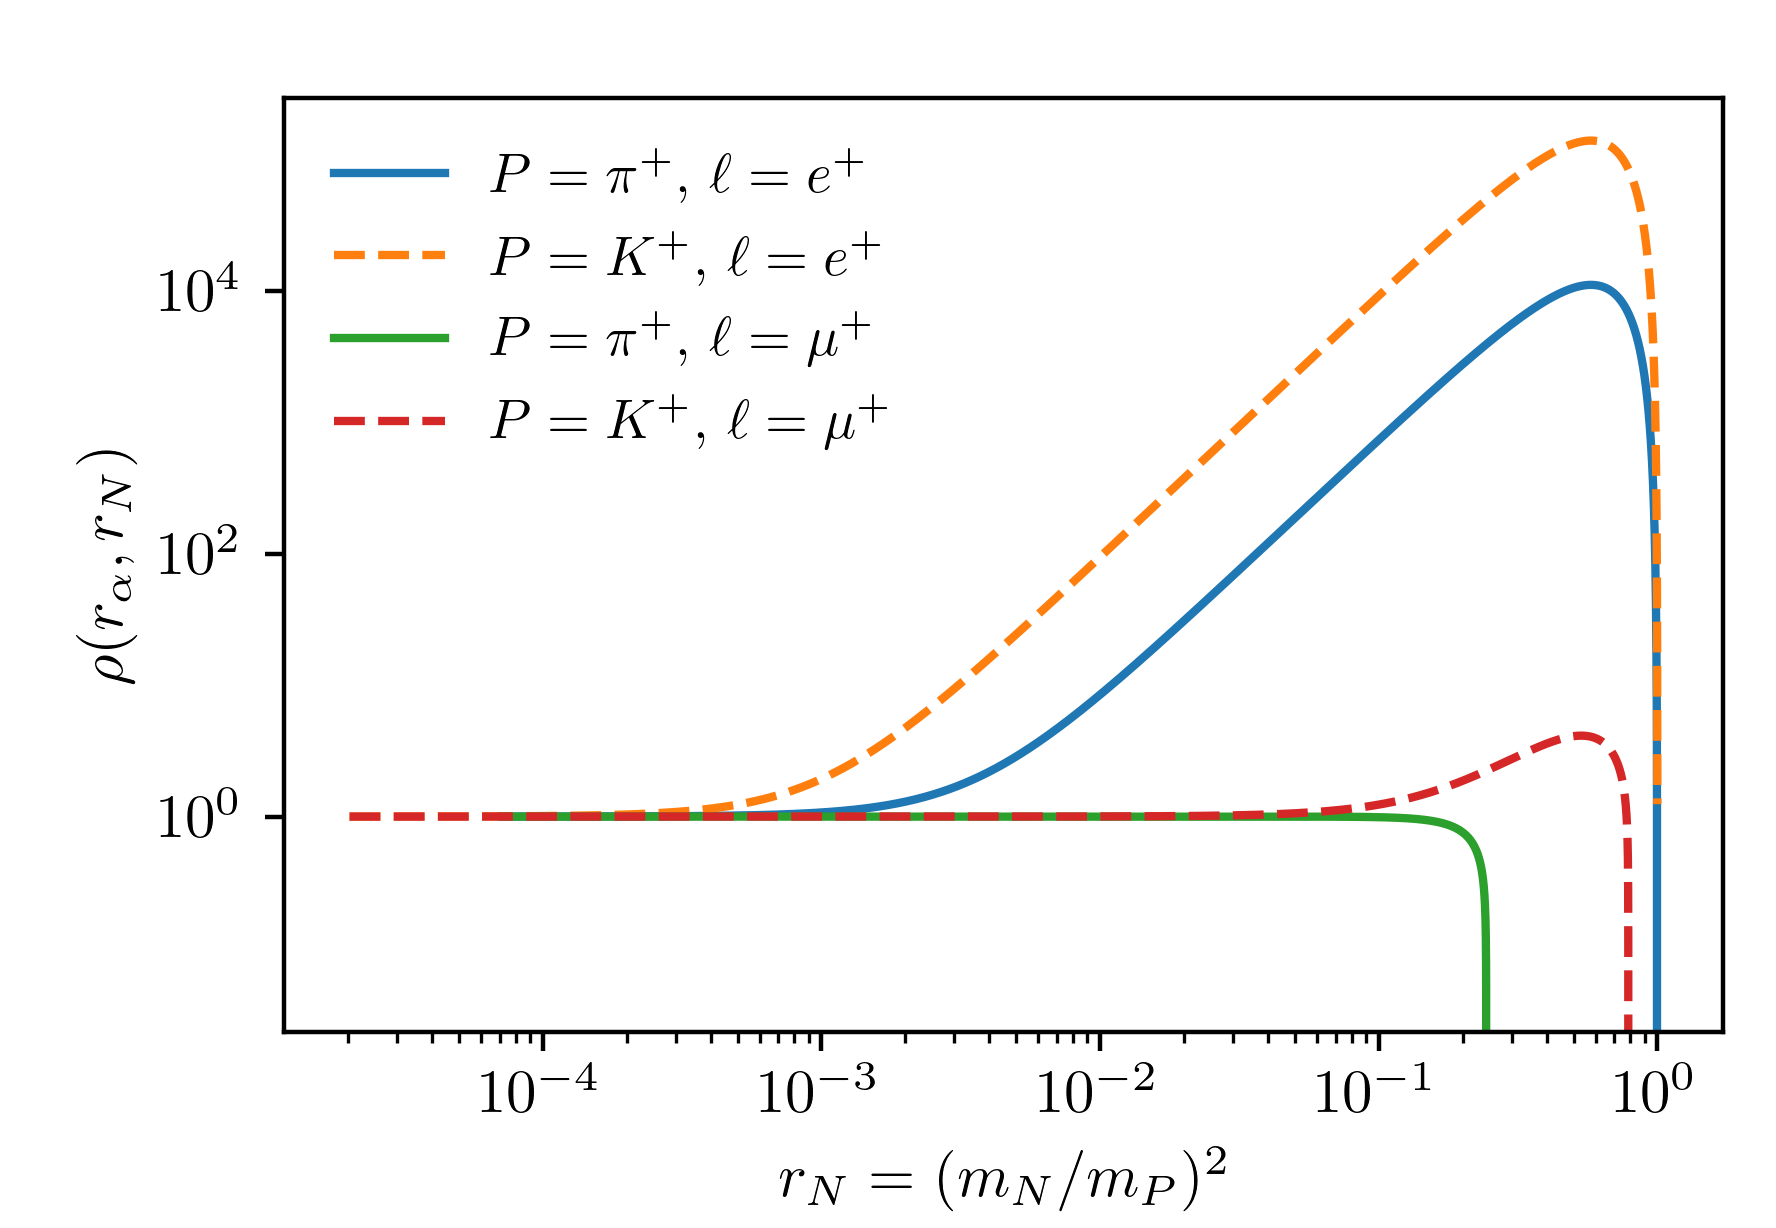 P = π⁺, ℓ = e⁺
P = K⁺, ℓ = e⁺
P = π⁺, ℓ = μ⁺
P = K⁺, ℓ = μ⁺
10⁴
10²
10⁰
ρ(r_α, r_N)
10⁻⁴ 10⁻³ 10⁻² 10⁻¹ 10⁰
r_N = (m_N/m_P)²